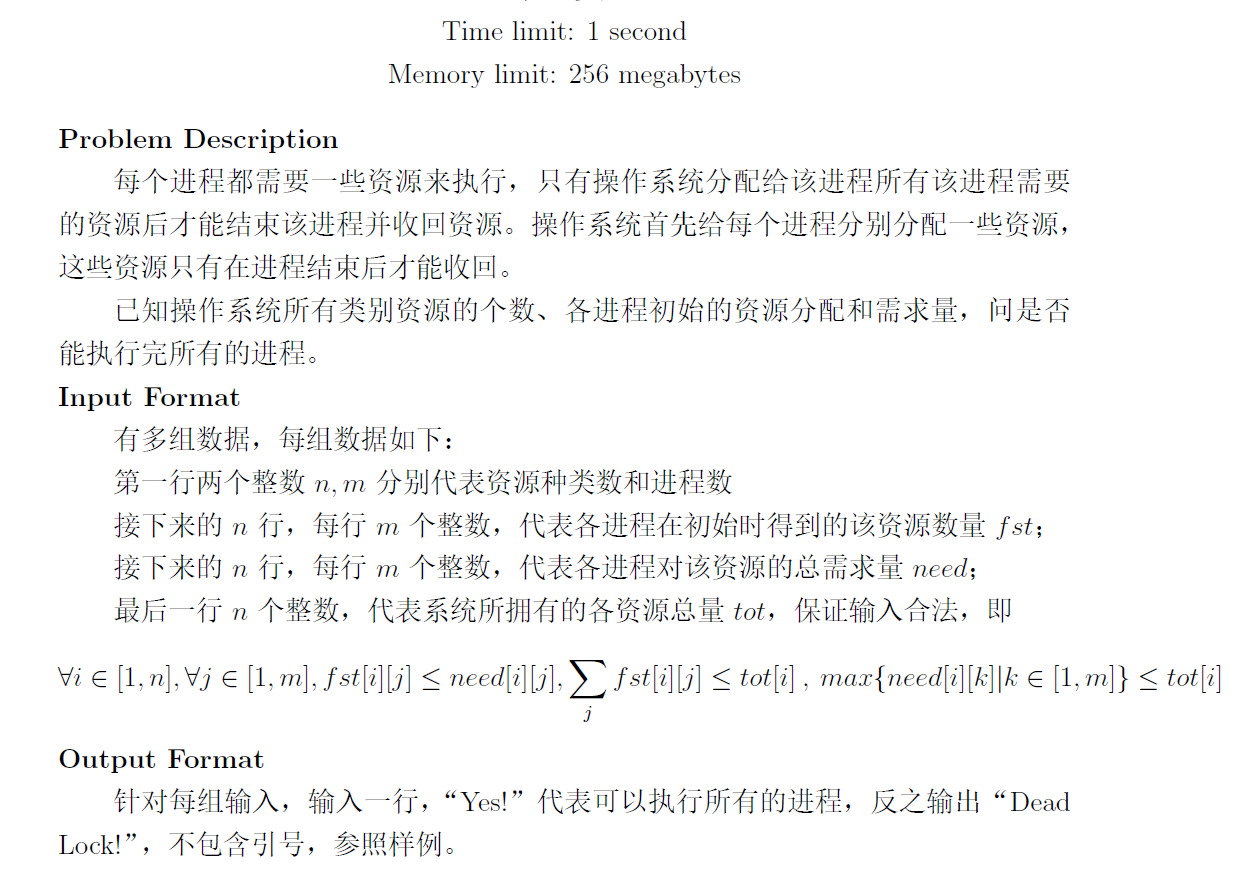 Time limit: 1 second
Memory limit: 256 megabytes
Problem Description
每个进程都需要一些资源来执行，只有操作系统分配给该进程所有该进程需要
的资源后才能结束该进程并收回资源。操作系统首先给每个进程分别分配一些资源，
这些资源只有在进程结束后才能收回。
已知操作系统所有类别资源的个数、各进程初始的资源分配和需求量，问是否
能执行完所有的进程。
Input Format
有多组数据，每组数据如下：
第一行两个整数 n, m 分别代表资源种类数和进程数
接下来的 n 行，每行 m 个整数，代表各进程在初始时得到的该资源数量 fst；
接下来的 n 行，每行 m 个整数，代表各进程对该资源的总需求量 need；
最后一行 n 个整数，代表系统所拥有的各资源总量 tot，保证输入合法，即
∀i ∈ [1, n], ∀j ∈ [1, m], fst[i][j] ≤ need[i][j], ∑j fst[i][j] ≤ tot[i] , max{need[i][k]|k ∈ [1, m]} ≤ tot[i]
Output Format
针对每组输入，输入一行，“Yes!” 代表可以执行所有的进程，反之输出 “Dead
Lock!”，不包含引号，参照样例。